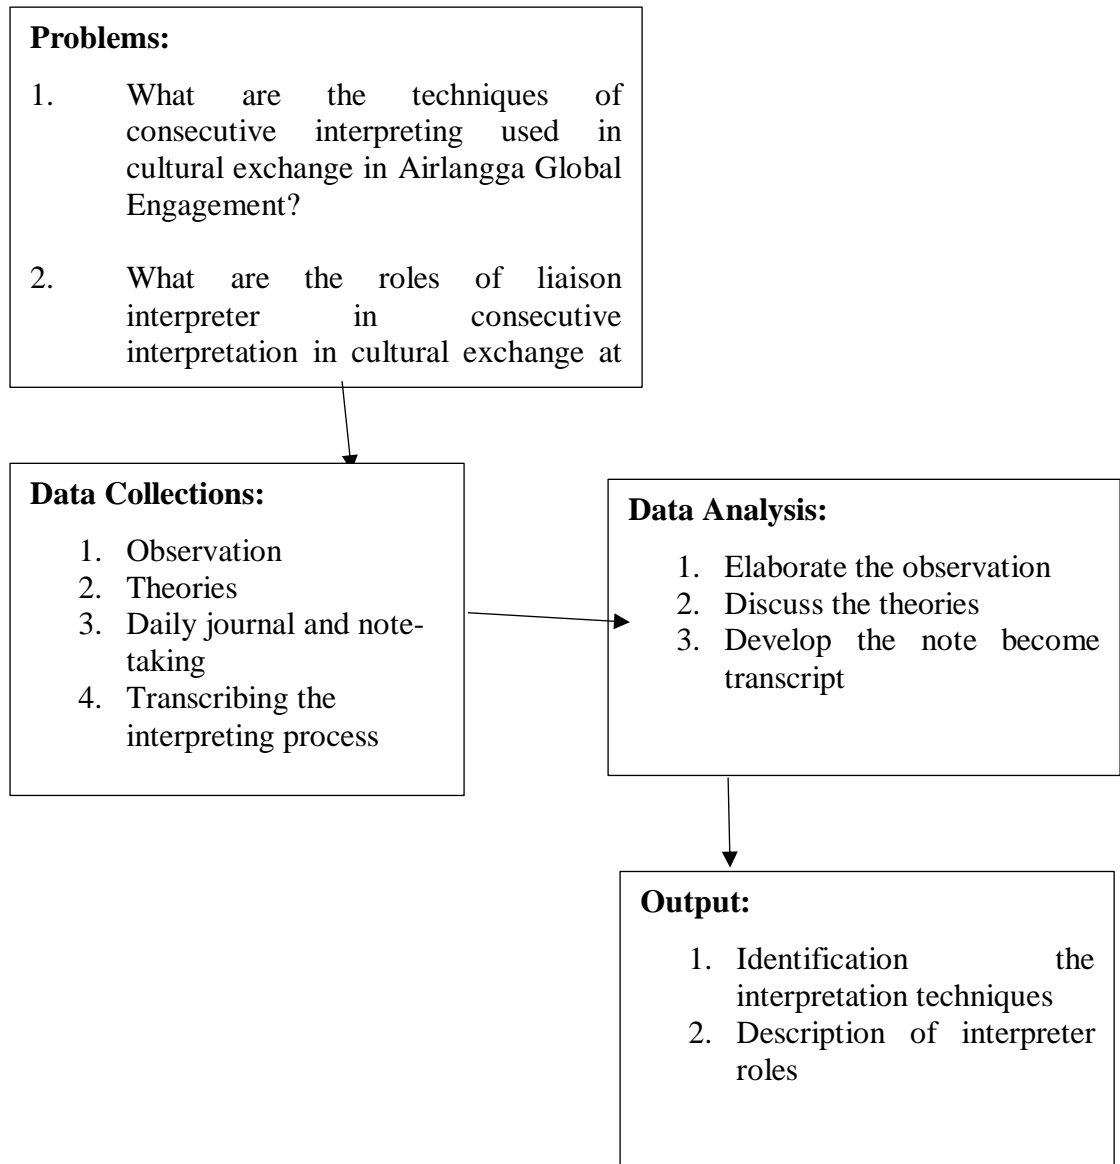 Problems:
1. What are the techniques of
consecutive interpreting used in
cultural exchange in Airlangga Global
Engagement?
2. What are the roles of liaison
interpreter in consecutive
interpretation in cultural exchange at
Data Collections:
1. Observation
2. Theories
3. Daily journal and note-
taking
4. Transcribing the
interpreting process
Data Analysis:
1. Elaborate the observation
2. Discuss the theories
3. Develop the note become
transcript
Output:
1. Identification the
interpretation techniques
2. Description of interpreter
roles